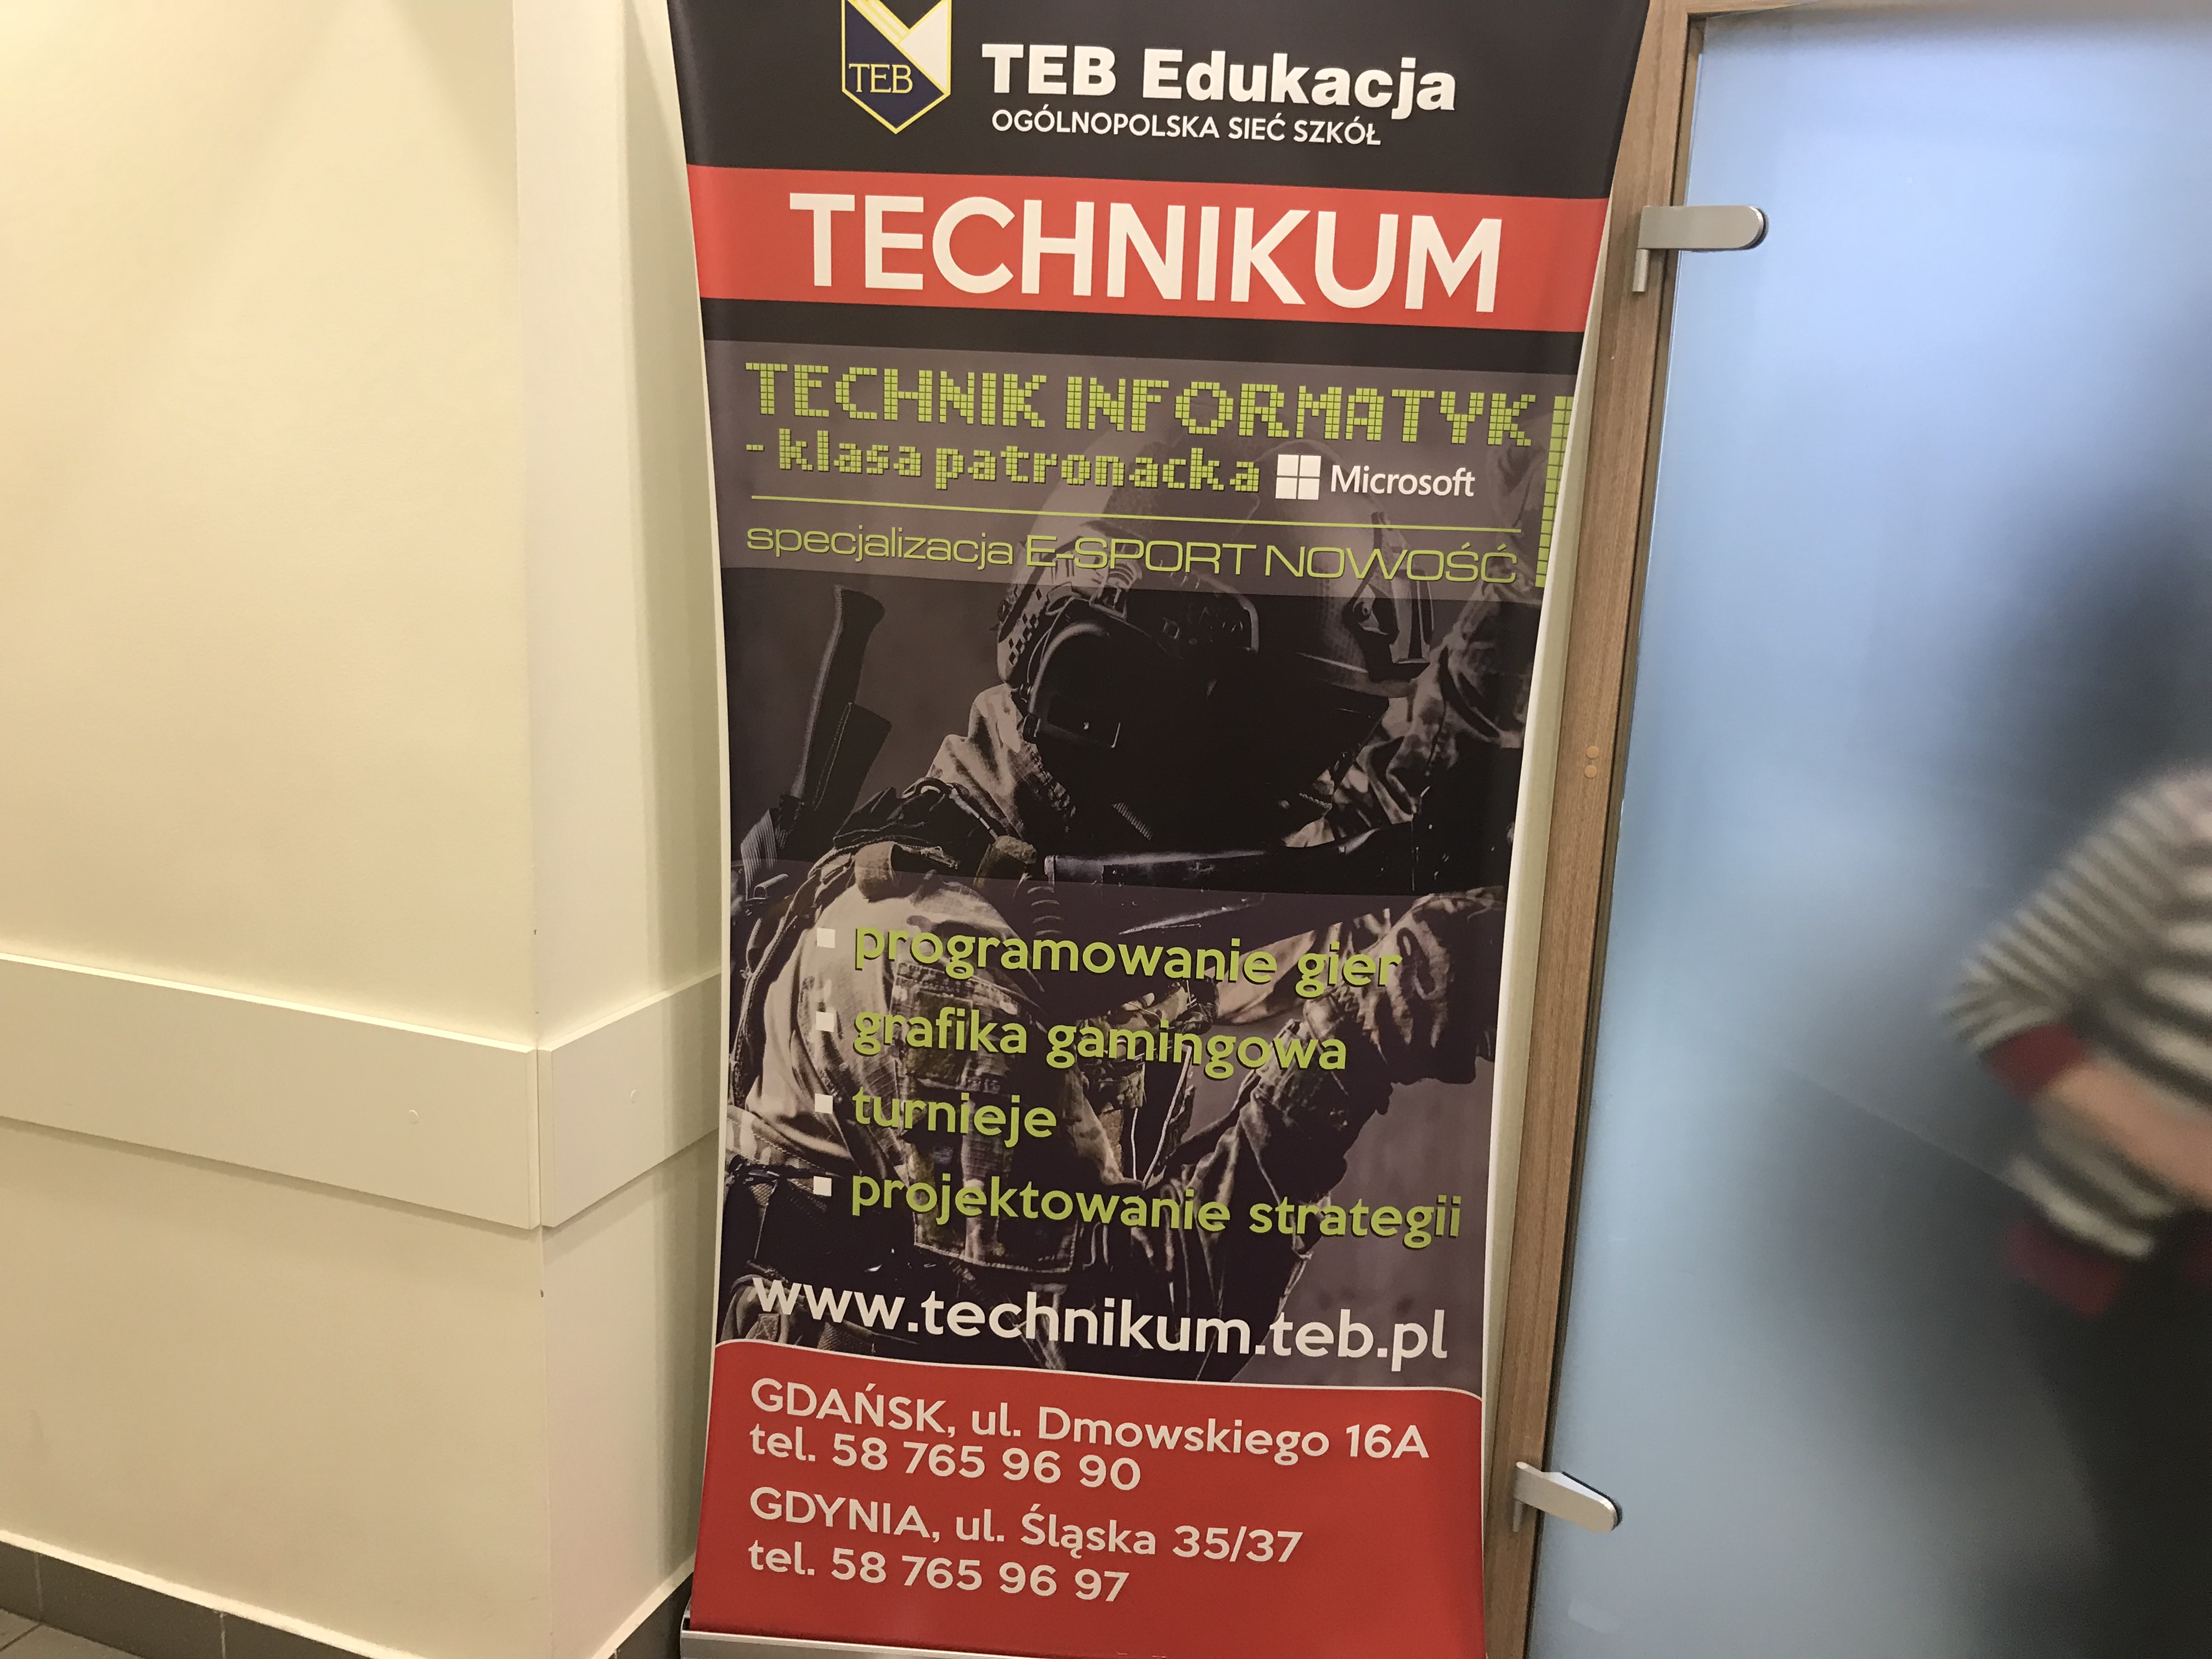 TEB
TEB Edukacja
OGÓLNOPOLSKA SIEĆ SZKÓŁ
TECHNIKUM
TECHNIK INFORMATYK
- klasa patronacka Microsoft
specjalizacja E-SPORT NOWOŚĆ !
programowanie gier
grafika gamingowa
turnieje
projektowanie strategii
www.technikum.teb.pl
GDAŃSK, ul. Dmowskiego 16A
tel. 58 765 96 90
GDYNIA, ul. Śląska 35/37
tel. 58 765 96 97